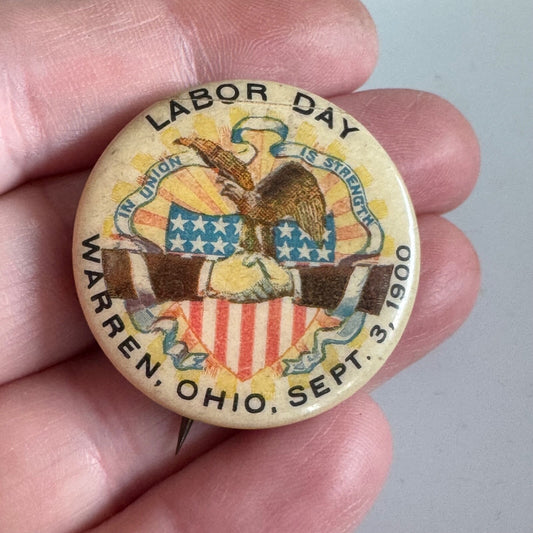 LABOR DAY
IN UNION IS STRENGTH
WARREN, OHIO, SEPT. 3, 1900